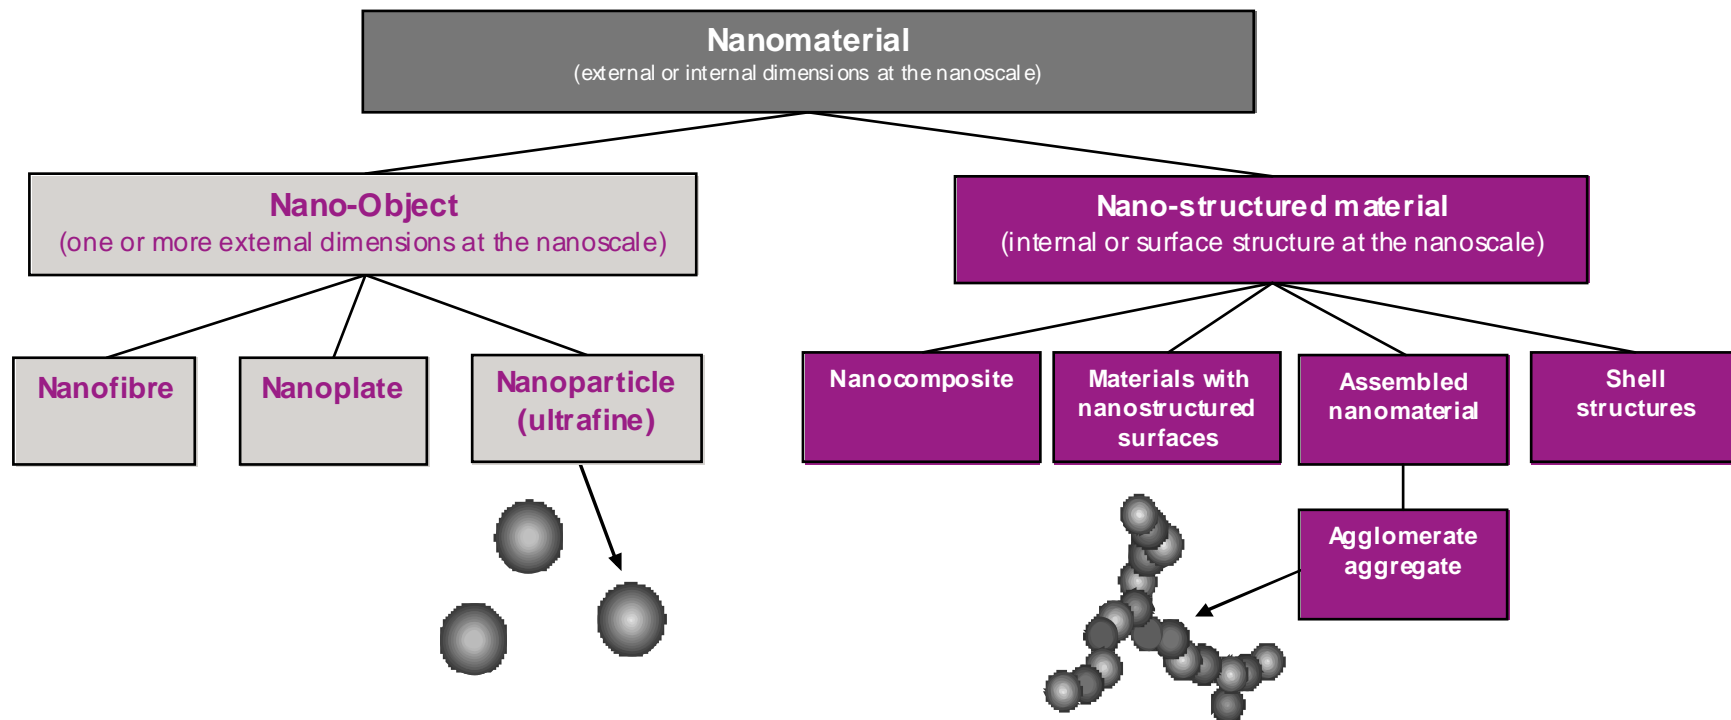 Nanomaterial
(external or internal dimensions at the nanoscale)
Nano-Object
(one or more external dimensions at the nanoscale)
Nano-structured material
(internal or surface structure at the nanoscale)
Nanofibre
Nanoplate
Nanoparticle
(ultrafine)
Nanocomposite
Materials with
nanostructured
surfaces
Assembled
nanomaterial
Shell
structures
Agglomerate
aggregate